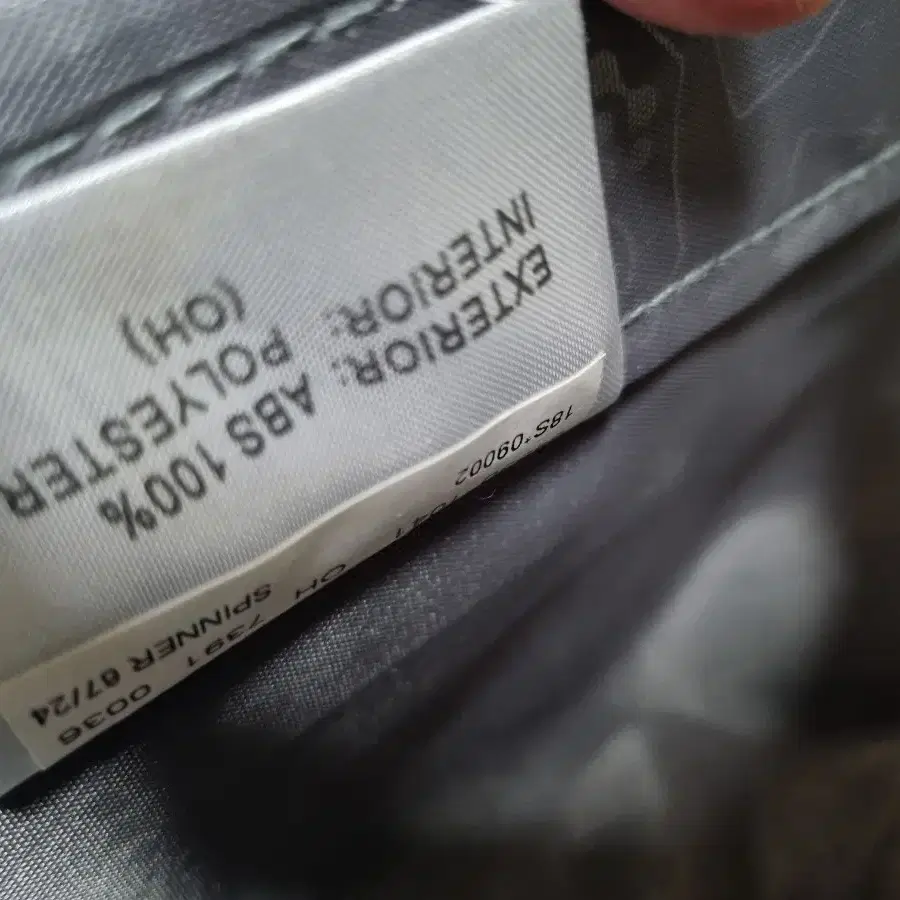 OH 7391 0036
18S*09002 SPINNER 67/24
EXTERIOR: ABS 100%
INTERIOR: POLYESTER
(OH)